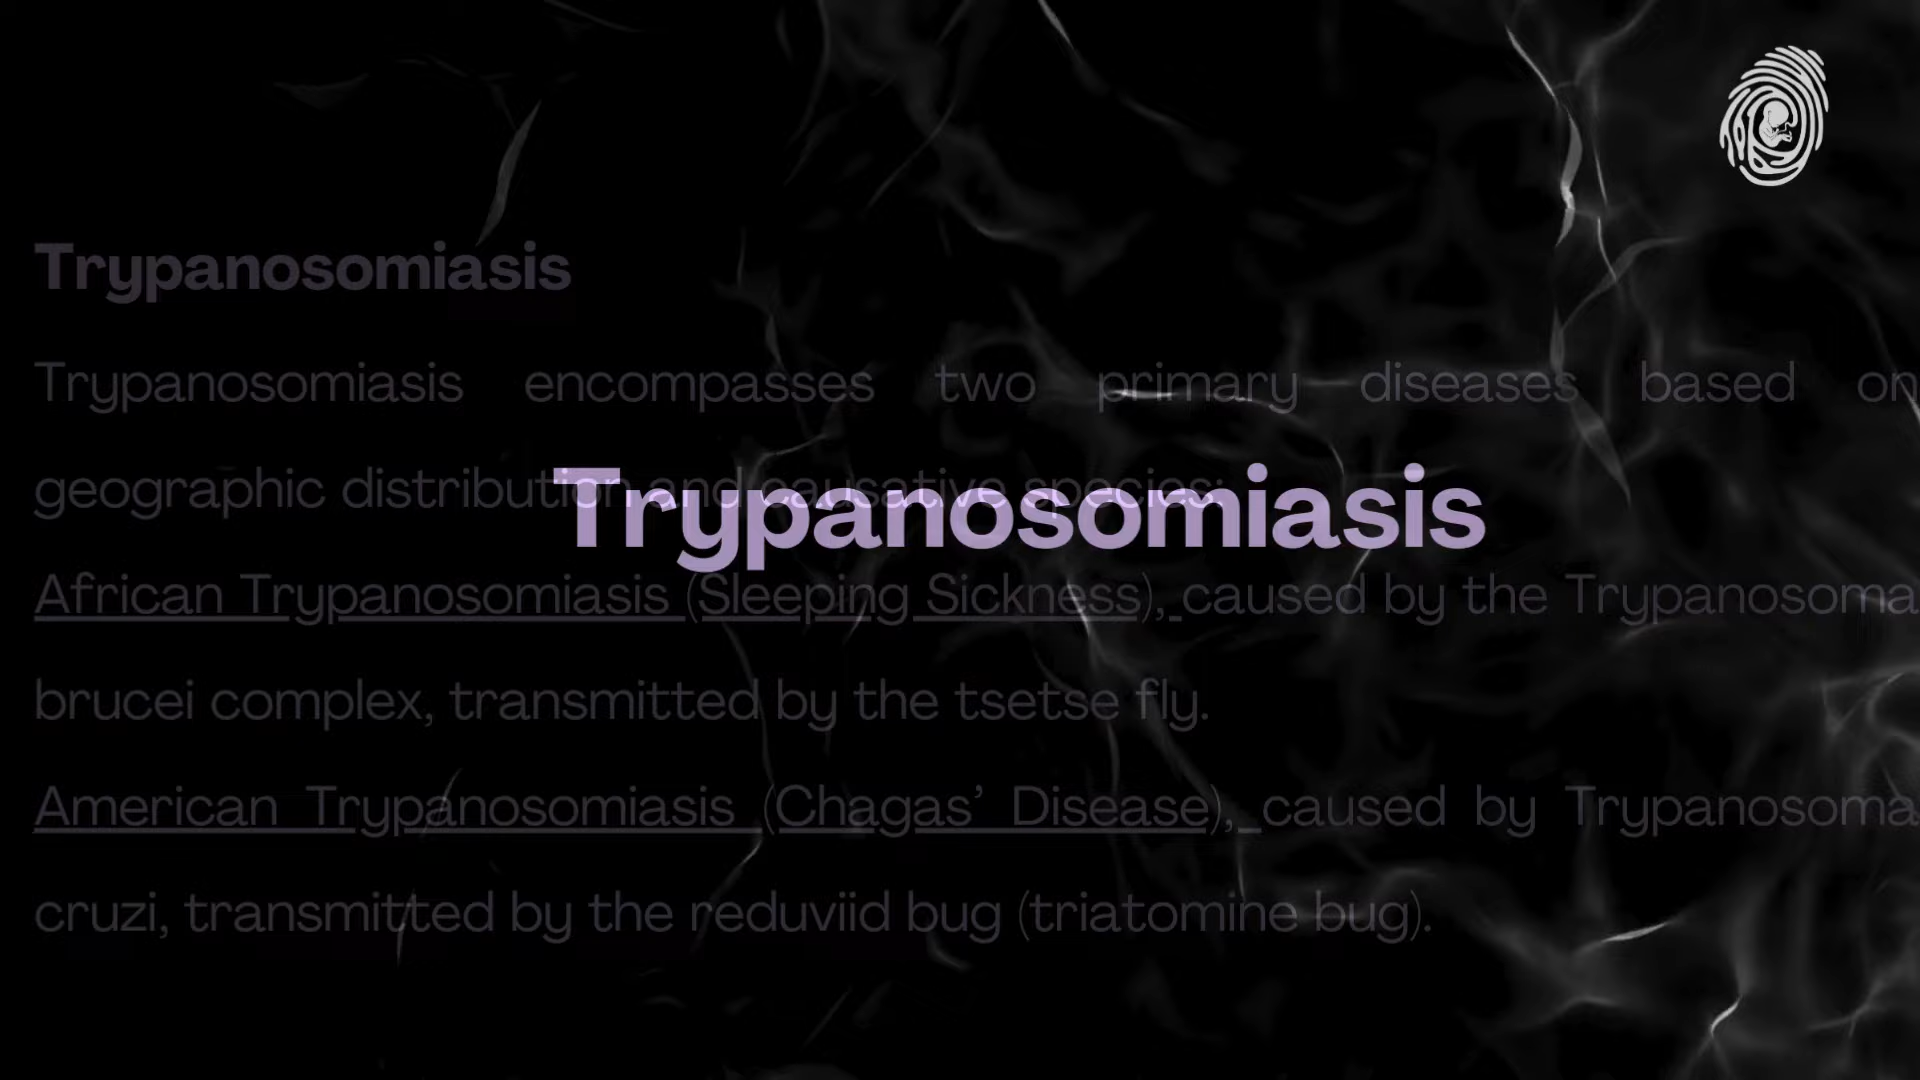 Trypanosomiasis
Trypanosomiasis encompasses two primary diseases based on
geographic distribution and causative species:
Trypanosomiasis
African Trypanosomiasis (Sleeping Sickness), caused by the Trypanosoma
brucei complex, transmitted by the tsetse fly.
American Trypanosomiasis (Chagas’ Disease), caused by Trypanosoma
cruzi, transmitted by the reduviid bug (triatomine bug).